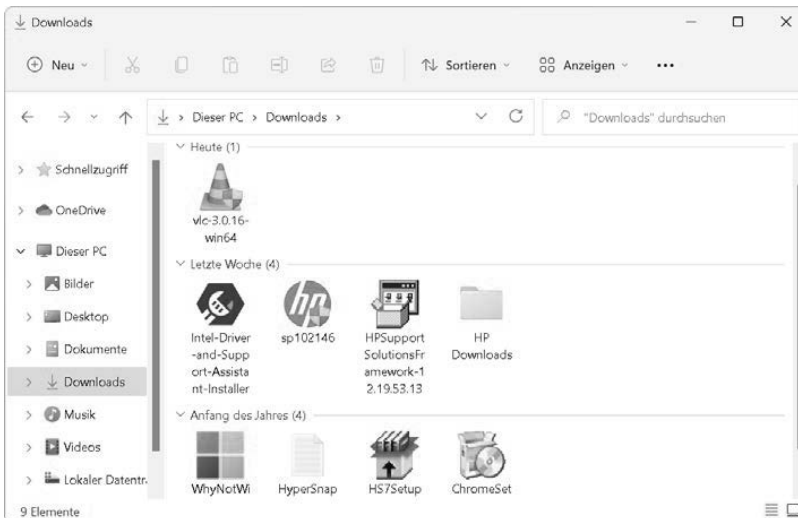 Downloads
Neu
Sortieren
Anzeigen
Dieser PC > Downloads >
"Downloads" durchsuchen
Schnellzugriff
OneDrive
Dieser PC
Bilder
Desktop
Dokumente
Downloads
Musik
Videos
Lokaler Datentr
Heute (1)
vlc-3.0.16-
win64
Letzte Woche (4)
Intel-Driver
-and-Supp
ort-Assista
nt-Installer
hp
sp102146
HPSupport
SolutionsFr
amework-1
2.19.53.13
HP
Downloads
Anfang des Jahres (4)
WhyNotWi
HyperSnap
HS7Setup
ChromeSet
9 Elemente